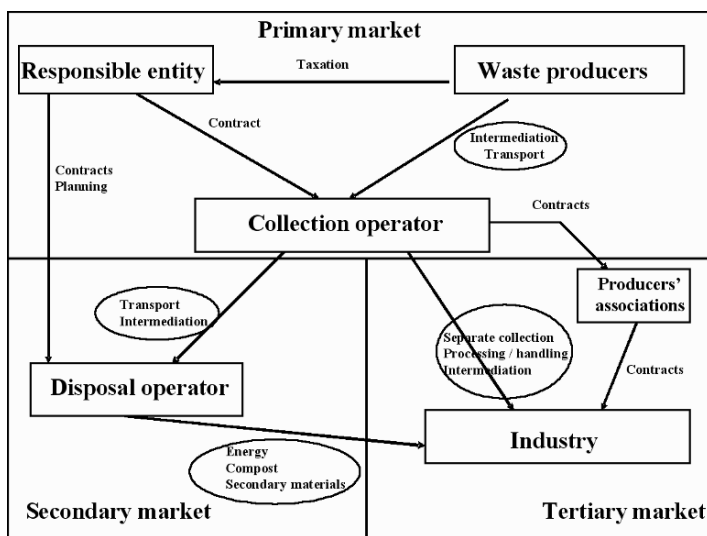 Primary market
Responsible entity
Taxation
Waste producers
Contract
Intermediation
Transport
Contracts
Planning
Collection operator
Contracts
Producers'
associations
Transport
Intermediation
Separate collection
Processing / handling
Intermediation
Contracts
Disposal operator
Industry
Energy
Compost
Secondary materials
Secondary market
Tertiary market